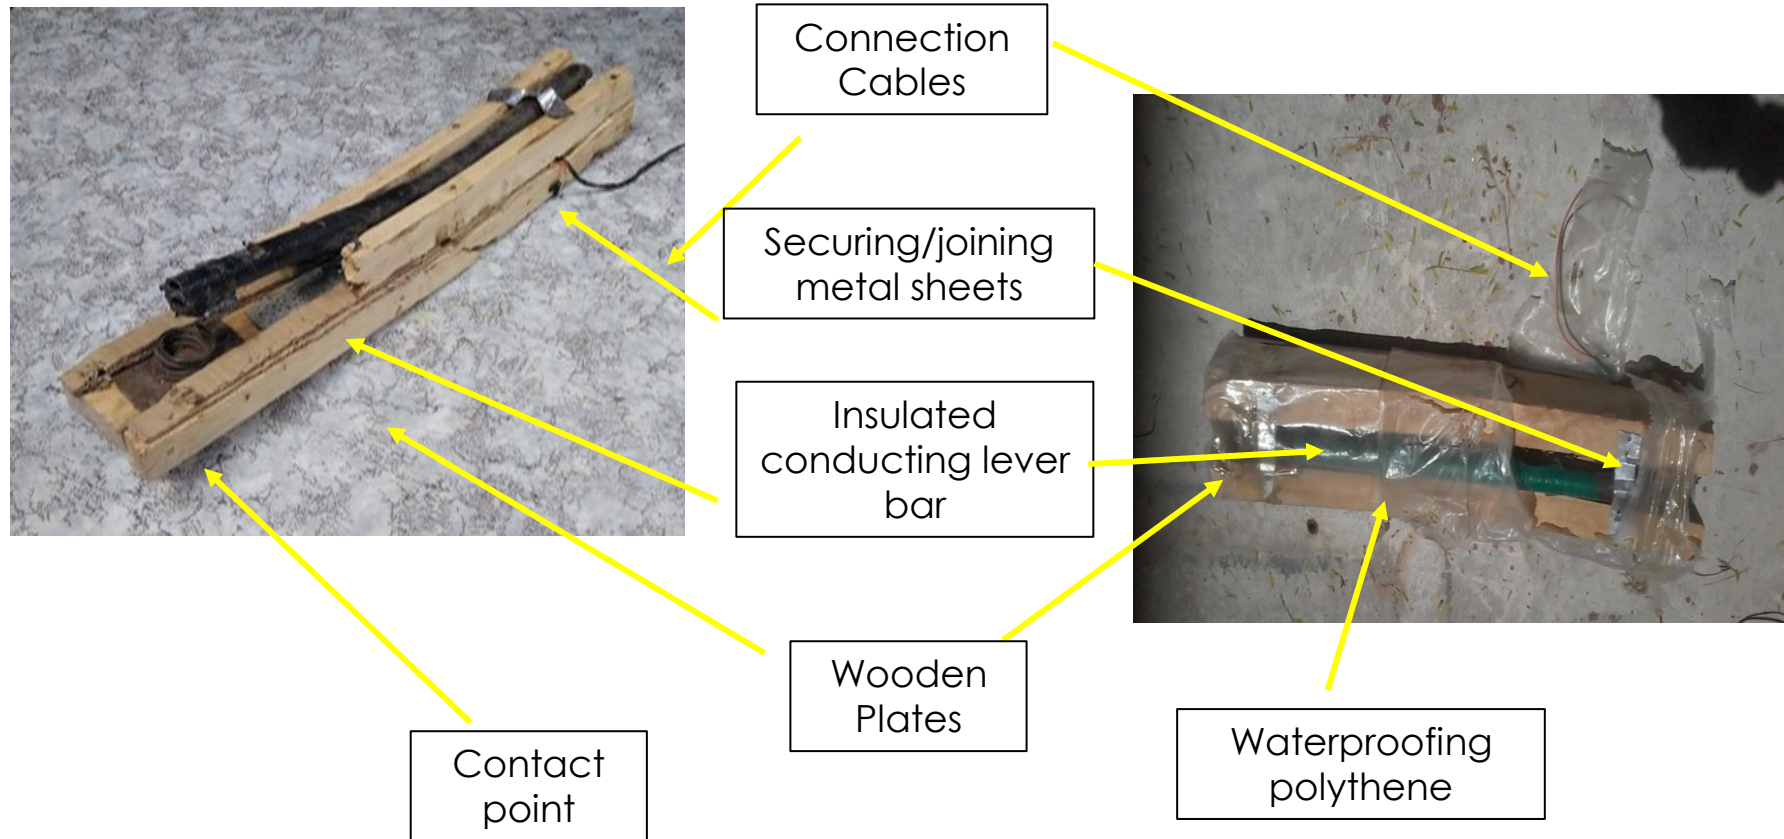 Connection
Cables
Securing/joining
metal sheets
Insulated
conducting lever
bar
Wooden
Plates
Contact
point
Waterproofing
polythene